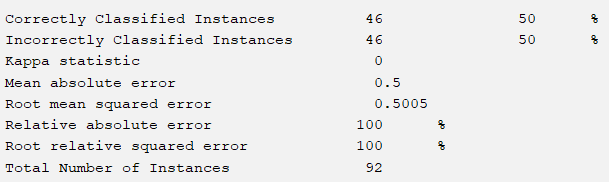 Correctly Classified Instances 46 50 %
Incorrectly Classified Instances 46 50 %
Kappa statistic 0
Mean absolute error 0.5
Root mean squared error 0.5005
Relative absolute error 100 %
Root relative squared error 100 %
Total Number of Instances 92